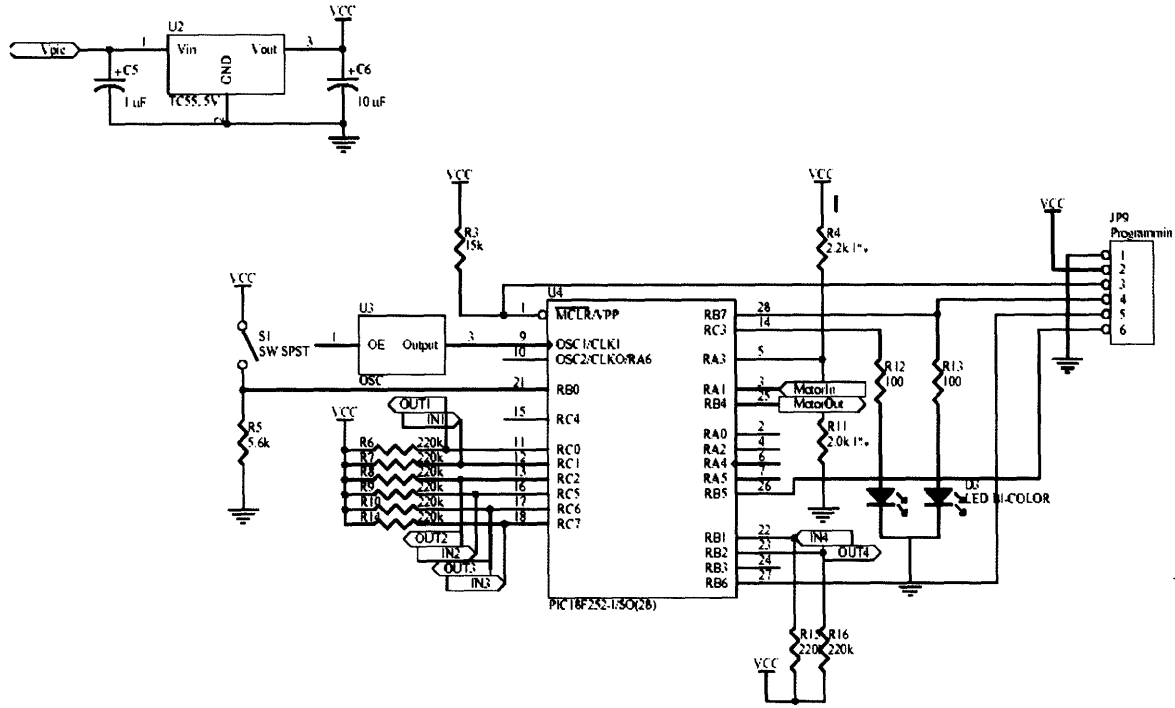 VCC
U2
1
Vin
Vout
3
Vpic
GND
+C5
1 uF
TC55, 5V
2
+C6
10 uF
VCC
R3
15k
VCC
R4
2.2k 1%
VCC
JP9
Programmin
1
2
3
4
5
6
VCC
S1
SW SPST
U3
1
OE
Output
3
OSC
U4
1
MCLR/VPP
9
OSC1/CLKI
10
OSC2/CLKO/RA6
21
RB0
15
RC4
11
RC0
12
RC1
13
RC2
16
RC5
17
RC6
18
RC7
RB7
28
RC3
14
RA3
5
RA1
3
MotorIn
RB4
25
MotorOut
RA0
2
RA2
4
RA4
6
RA5
7
RB5
26
RB1
22
IN4
RB2
23
OUT4
RB3
24
RB6
27
R12
100
R13
100
R11
2.0k 1%
D3
LED BI-COLOR
R5
5.6k
VCC
OUT1
IN1
R6
220k
R7
220k
R8
220k
R9
220k
R10
220k
R14
220k
OUT2
IN2
OUT3
IN3
PIC18F252-I/SO(28)
R15
220k
R16
220k
VCC